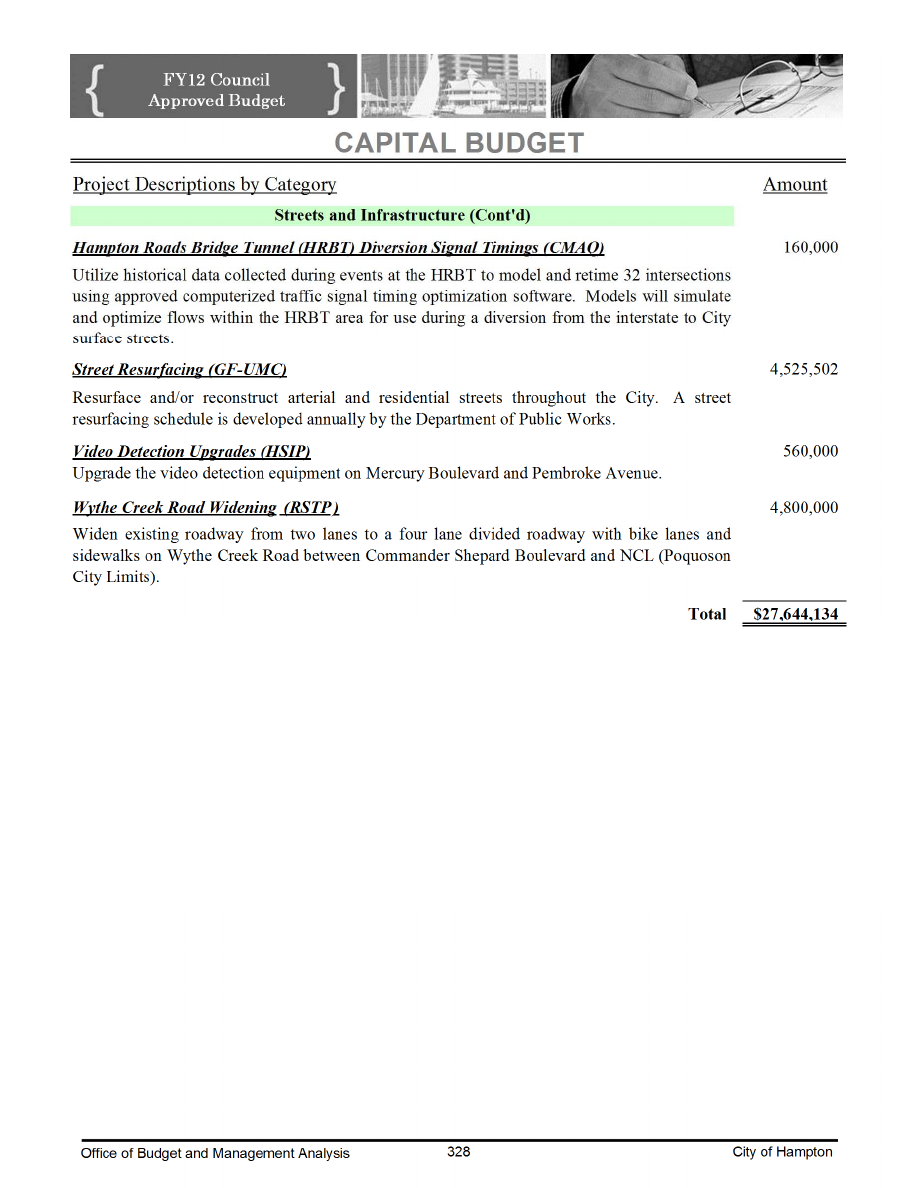 FY12 Council
Approved Budget
CAPITAL BUDGET
Project Descriptions by Category Amount
Streets and Infrastructure (Cont'd)
Hampton Roads Bridge Tunnel (HRBT) Diversion Signal Timings (CMAQ) 160,000
Utilize historical data collected during events at the HRBT to model and retime 32 intersections
using approved computerized traffic signal timing optimization software. Models will simulate
and optimize flows within the HRBT area for use during a diversion from the interstate to City
surface streets.
Street Resurfacing (GF-UMC) 4,525,502
Resurface and/or reconstruct arterial and residential streets throughout the City. A street
resurfacing schedule is developed annually by the Department of Public Works.
Video Detection Upgrades (HSIP) 560,000
Upgrade the video detection equipment on Mercury Boulevard and Pembroke Avenue.
Wythe Creek Road Widening (RSTP) 4,800,000
Widen existing roadway from two lanes to a four lane divided roadway with bike lanes and
sidewalks on Wythe Creek Road between Commander Shepard Boulevard and NCL (Poquoson
City Limits).
Total $27,644,134
Office of Budget and Management Analysis 328 City of Hampton